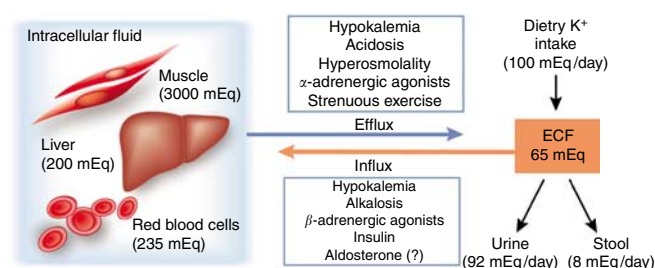 Intracellular fluid
Muscle
(3000 mEq)
Liver
(200 mEq)
Red blood cells
(235 mEq)
Hypokalemia
Acidosis
Hyperosmolality
α-adrenergic agonists
Strenuous exercise
Efflux
Influx
Hypokalemia
Alkalosis
β-adrenergic agonists
Insulin
Aldosterone (?)
Dietry K⁺
intake
(100 mEq/day)
ECF
65 mEq
Urine
(92 mEq/day)
Stool
(8 mEq/day)